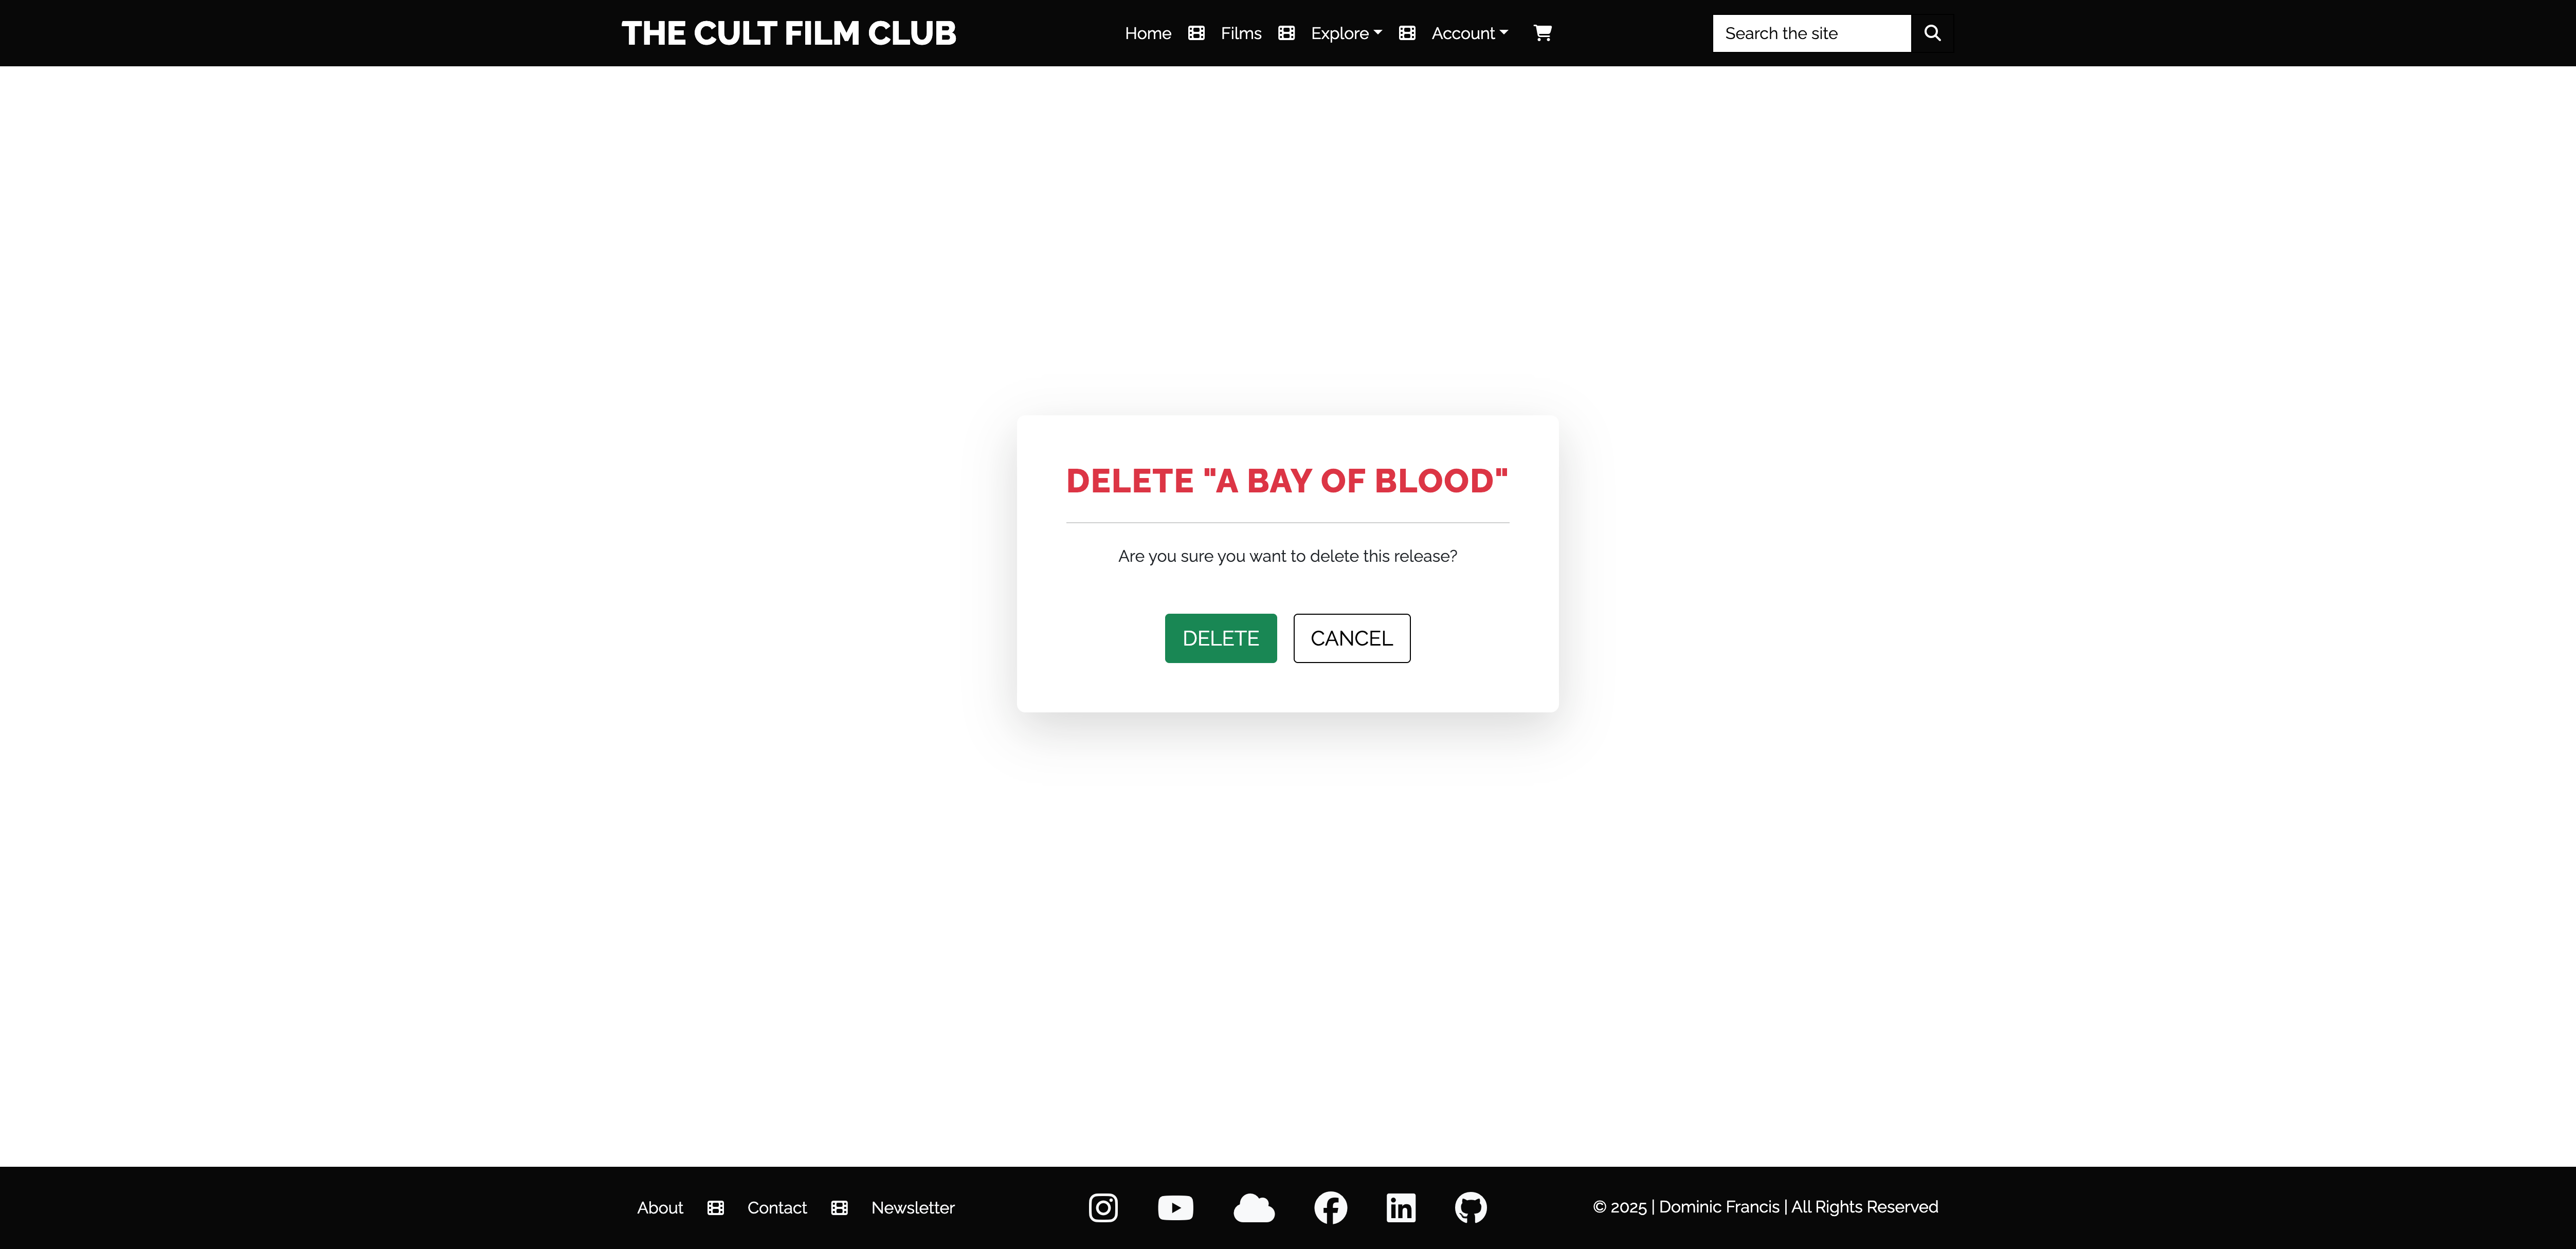 THE CULT FILM CLUB
Home Films Explore Account
Search the site
DELETE "A BAY OF BLOOD"
Are you sure you want to delete this release?
DELETE CANCEL
About Contact Newsletter
© 2025 | Dominic Francis | All Rights Reserved